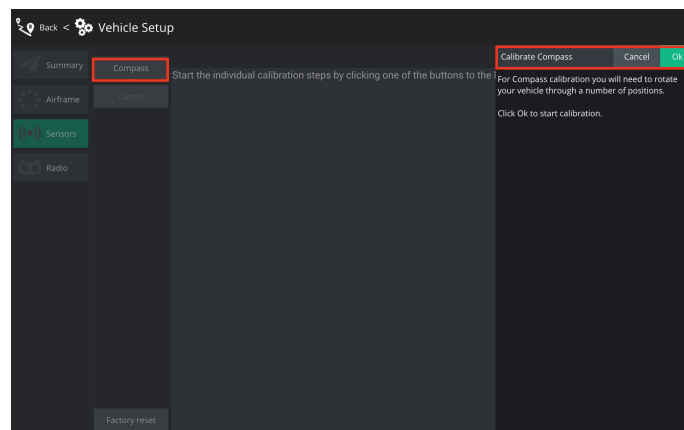 Back < Vehicle Setup
Summary
Airframe
Sensors
Radio
Compass
Cancel
Factory reset
Start the individual calibration steps by clicking one of the buttons to the l
Calibrate Compass Cancel Ok
For Compass calibration you will need to rotate
your vehicle through a number of positions.
Click Ok to start calibration.